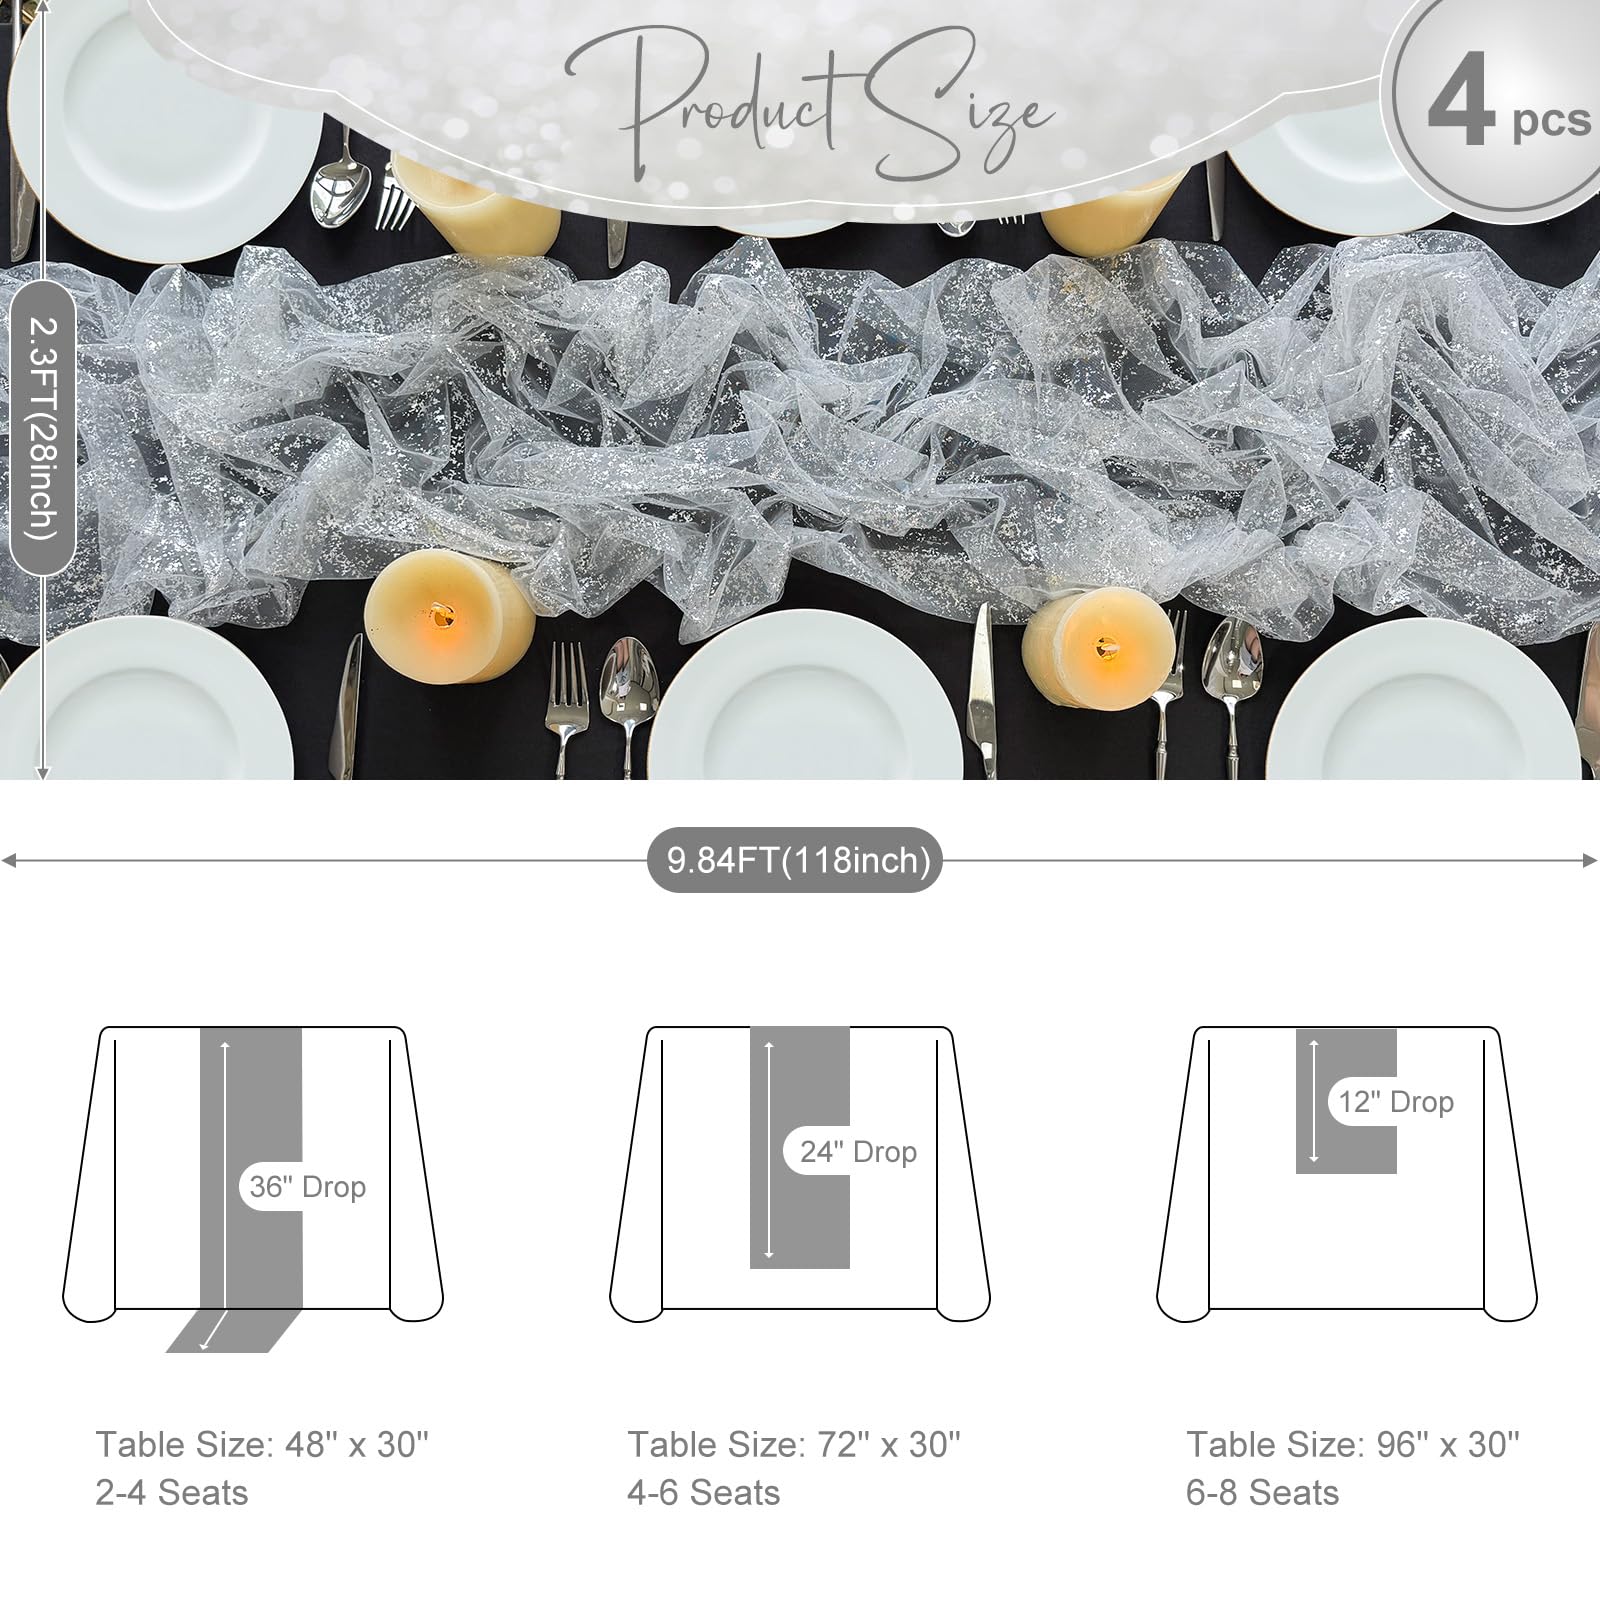 Product Size
4 pcs
2.3FT(28inch)
9.84FT(118inch)
36" Drop
24" Drop
12" Drop
Table Size: 48" x 30"
2-4 Seats
Table Size: 72" x 30"
4-6 Seats
Table Size: 96" x 30"
6-8 Seats